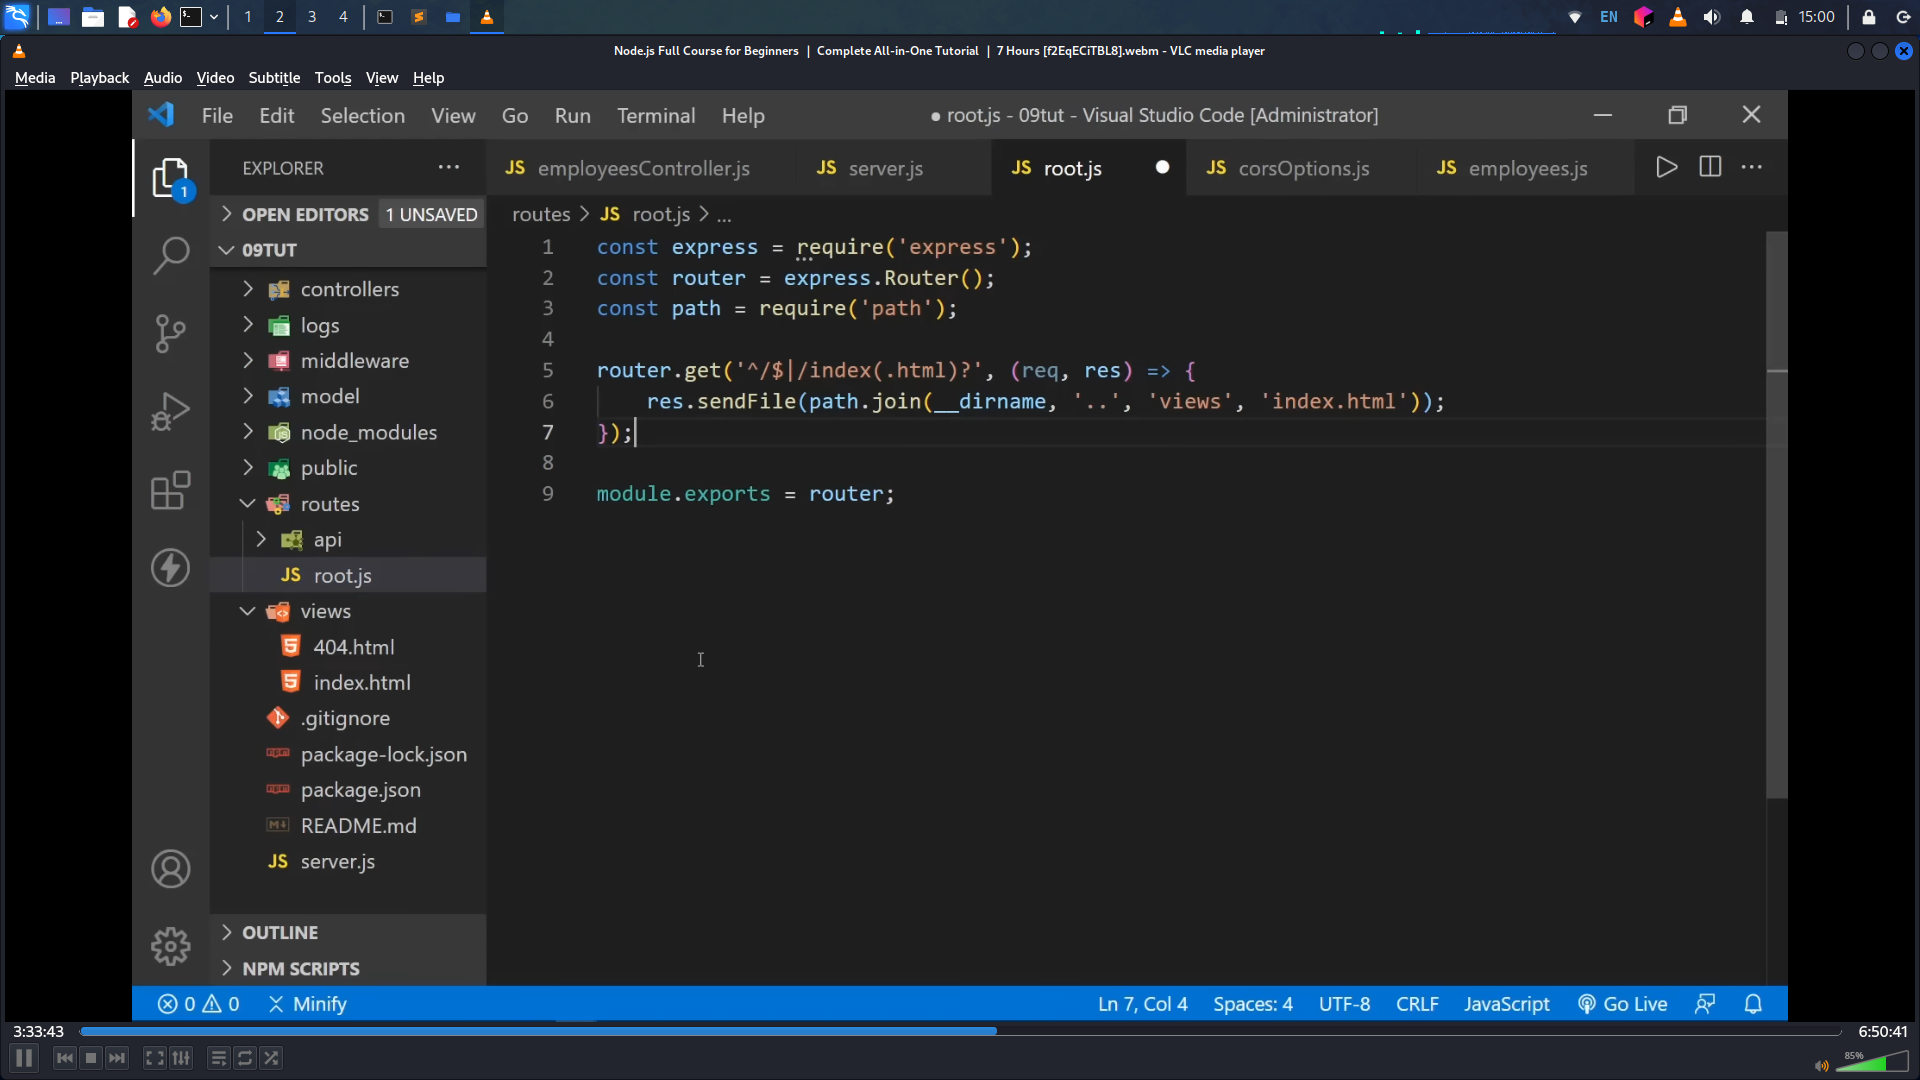 1 2 3 4
EN 15:00
Node.js Full Course for Beginners | Complete All-in-One Tutorial | 7 Hours [f2EqECiTBL8].webm - VLC media player
Media Playback Audio Video Subtitle Tools View Help
File Edit Selection View Go Run Terminal Help
● root.js - 09tut - Visual Studio Code [Administrator]
EXPLORER ···
JS employeesController.js JS server.js JS root.js ● JS corsOptions.js JS employees.js ···
1
OPEN EDITORS 1 UNSAVED
routes > JS root.js > ...
09TUT
controllers
logs
middleware
model
node_modules
public
routes
api
JS root.js
views
404.html
index.html
.gitignore
package-lock.json
package.json
README.md
JS server.js
OUTLINE
NPM SCRIPTS
1 const express = require('express');
2 const router = express.Router();
3 const path = require('path');
4
5 router.get('^/$|/index(.html)?', (req, res) => {
6     res.sendFile(path.join(__dirname, '..', 'views', 'index.html'));
7 });
8
9 module.exports = router;
0 0 Minify
Ln 7, Col 4 Spaces: 4 UTF-8 CRLF JavaScript Go Live
3:33:43 6:50:41
85%